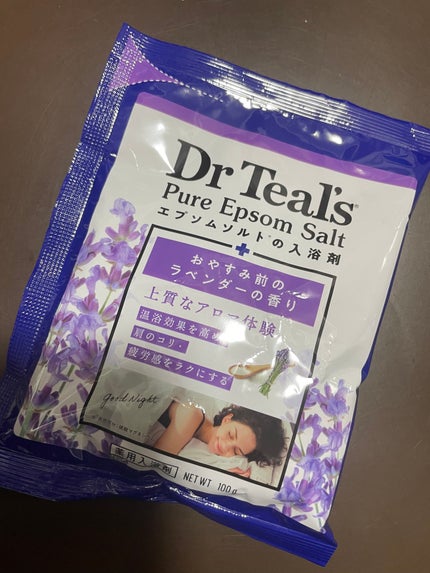 Dr Teal's
Pure Epsom Salt
エプソムソルト*の入浴剤
おやすみ前の
ラベンダーの香り
上質なアロマ体験
温浴効果を高め
肩のコリ・
疲労感をラクにする
good Night
薬用入浴剤
NET WT 100g